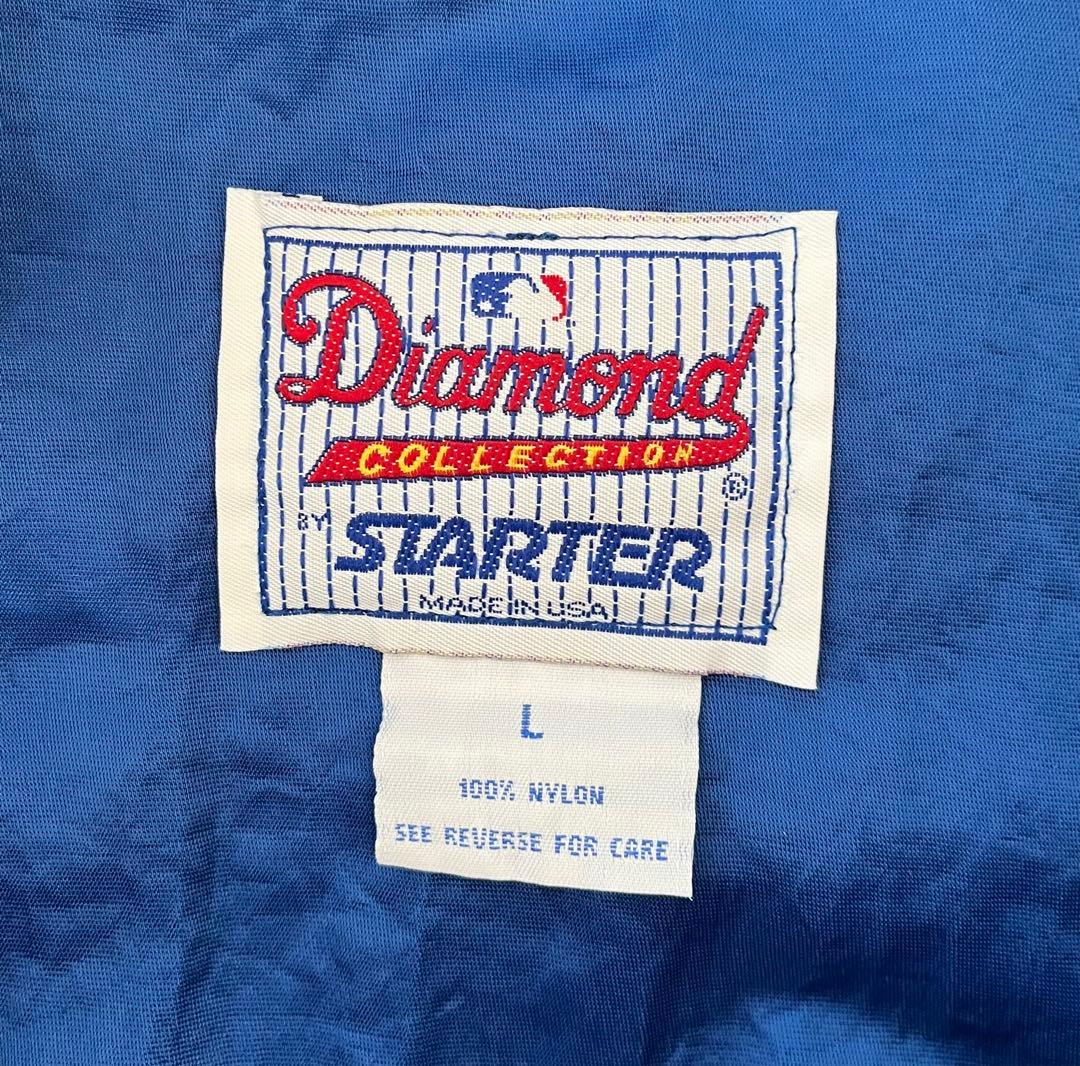 Diamond
COLLECTION
®
BY STARTER
MADE IN USA
L
100% NYLON
SEE REVERSE FOR CARE